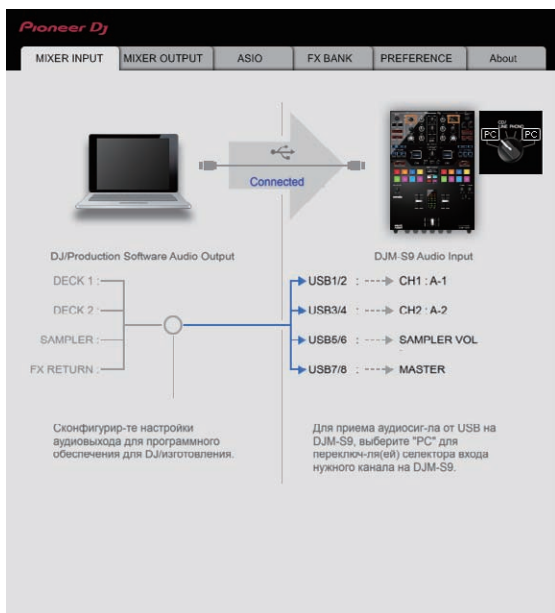 Pioneer Dj
MIXER INPUT
MIXER OUTPUT
ASIO
FX BANK
PREFERENCE
About
CD/
LINE PHONO
PC
PC
Connected
DJ/Production Software Audio Output
DJM-S9 Audio Input
DECK 1 :
USB1/2 : CH1 : A-1
DECK 2 :
USB3/4 : CH2 : A-2
SAMPLER :
USB5/6 : SAMPLER VOL
FX RETURN :
USB7/8 : MASTER
Сконфигурир-те настройки
аудиовыхода для программного
обеспечения для DJ/изготовления.
Для приема аудиосиг-ла от USB на
DJM-S9, выберите "PC" для
переключ-ля(ей) селектора входа
нужного канала на DJM-S9.